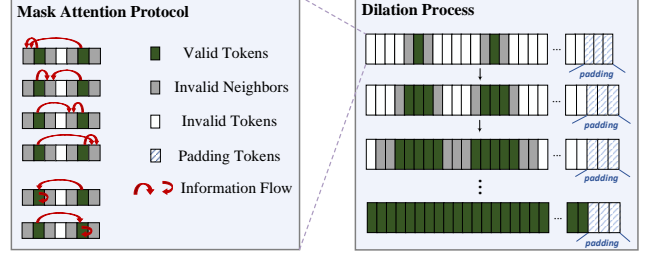 Mask Attention Protocol
Valid Tokens
Invalid Neighbors
Invalid Tokens
Padding Tokens
Information Flow
Dilation Process
...
padding
...
padding
...
padding
...
padding